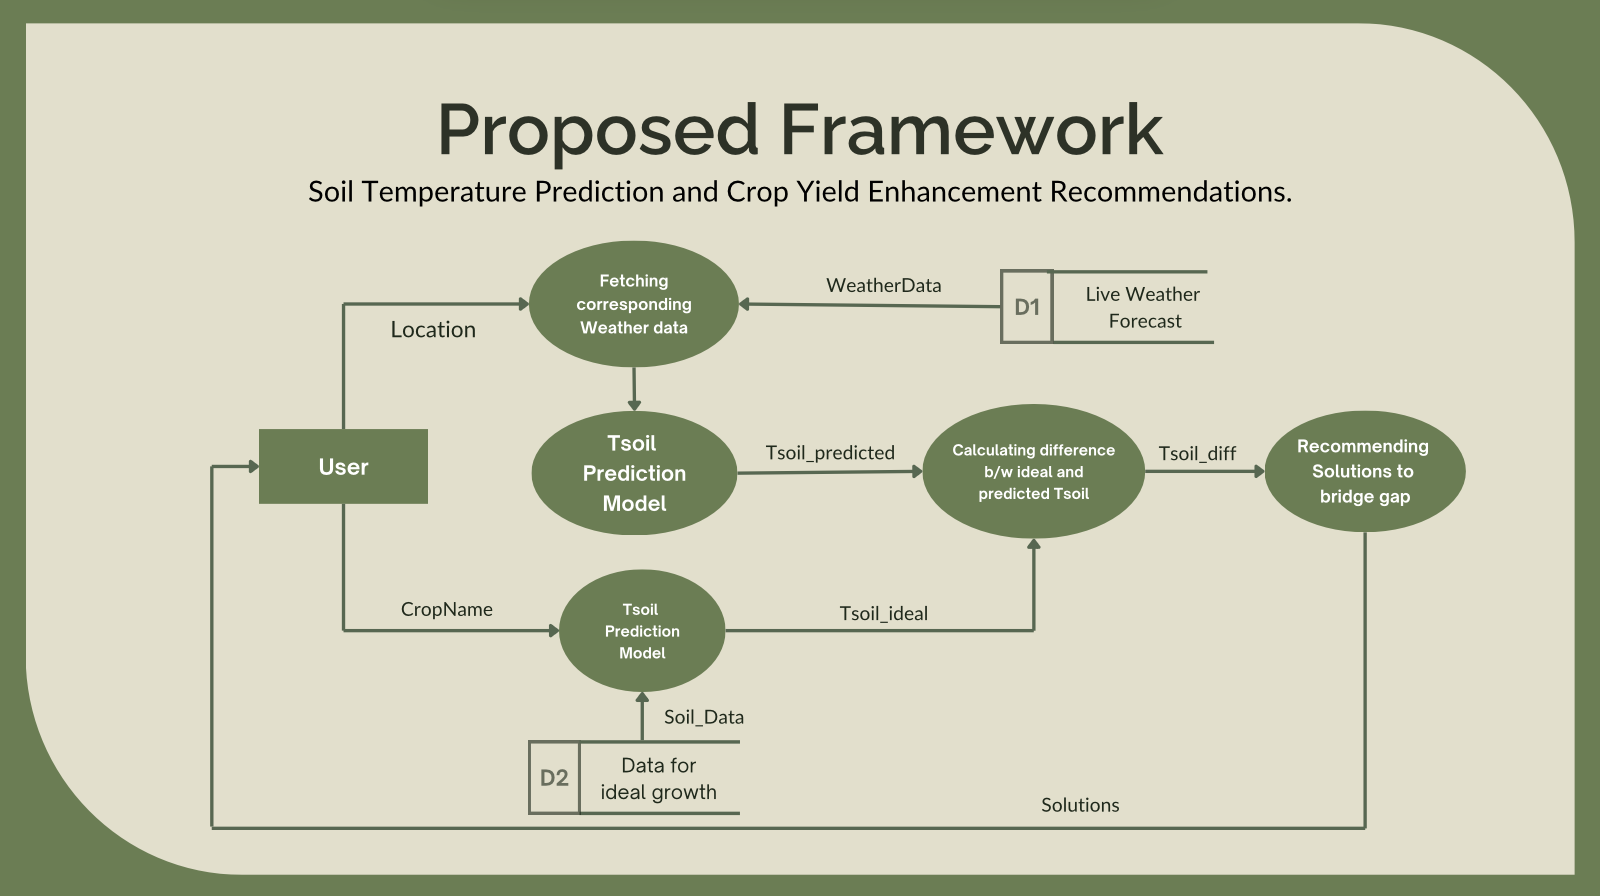 Proposed Framework
Soil Temperature Prediction and Crop Yield Enhancement Recommendations.
Fetching
corresponding
Weather data
WeatherData
D1
Live Weather
Forecast
Location
User
Tsoil
Prediction
Model
Tsoil_predicted
Calculating difference
b/w ideal and
predicted Tsoil
Tsoil_diff
Recommending
Solutions to
bridge gap
CropName
Tsoil
Prediction
Model
Tsoil_ideal
Soil_Data
D2
Data for
ideal growth
Solutions